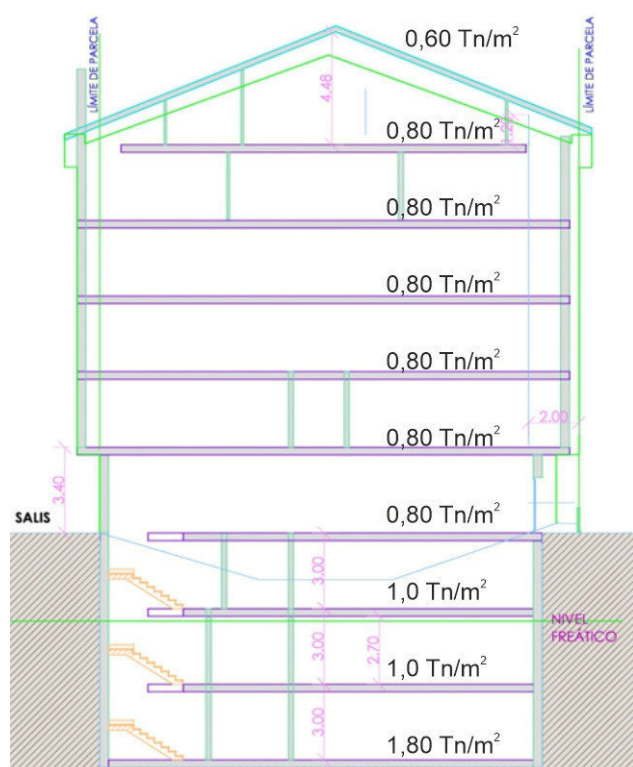 LÍMITE DE PARCELA
LÍMITE DE PARCELA
0,60 Tn/m²
4.48
0,80 Tn/m²
0,80 Tn/m²
0,80 Tn/m²
0,80 Tn/m²
0,80 Tn/m²
2.00
3.40
SALIS
0,80 Tn/m²
3.00
1,0 Tn/m²
NIVEL
FREÁTICO
3.00
2.70
1,0 Tn/m²
3.00
1,80 Tn/m²